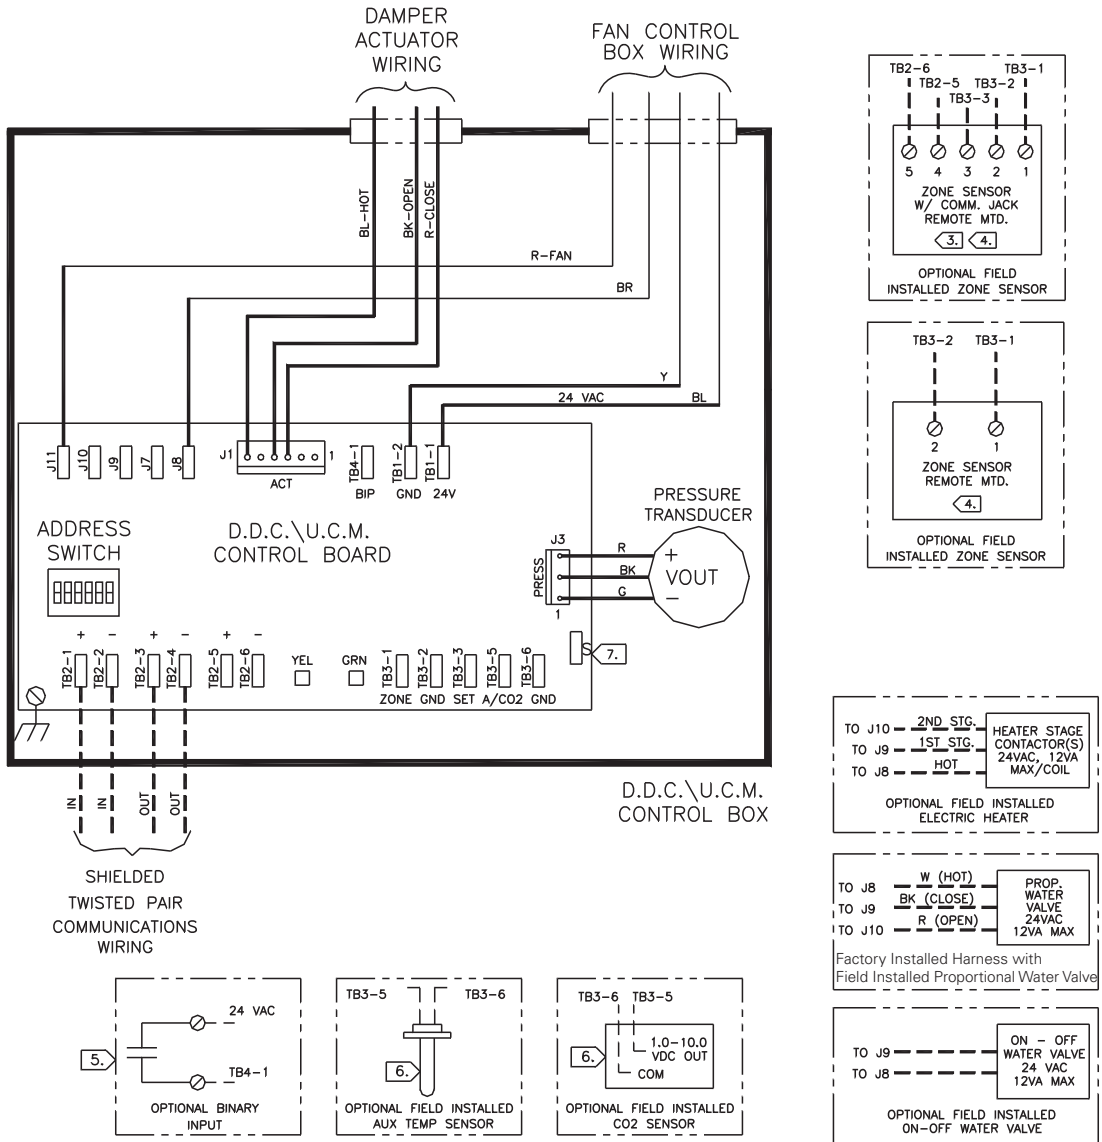 DAMPER
ACTUATOR
WIRING
FAN CONTROL
BOX WIRING
BL-HOT
BK-OPEN
R-CLOSE
R-FAN
BR
Y
24 VAC
BL
J11
J10
J9
J7
J8
J1
1
ACT
TB4-1
BIP
TB1-2
GND
TB1-1
24V
ADDRESS
SWITCH
D.D.C.\U.C.M.
CONTROL BOARD
PRESSURE
TRANSDUCER
J3
PRESS
1
R
BK
G
+
VOUT
-
S
7.
+ - + - + -
TB2-1
TB2-2
TB2-3
TB2-4
TB2-5
TB2-6
YEL
GRN
TB3-1
TB3-2
TB3-3
TB3-5
TB3-6
ZONE GND SET A/CO2 GND
IN
IN
OUT
OUT
D.D.C.\U.C.M.
CONTROL BOX
SHIELDED
TWISTED PAIR
COMMUNICATIONS
WIRING
TB2-6 TB3-1
TB2-5 TB3-2
TB3-3
5 4 3 2 1
ZONE SENSOR
W/ COMM. JACK
REMOTE MTD.
3. 4.
OPTIONAL FIELD
INSTALLED ZONE SENSOR
TB3-2 TB3-1
2 1
ZONE SENSOR
REMOTE MTD.
4.
OPTIONAL FIELD
INSTALLED ZONE SENSOR
TO J10 2ND STG.
TO J9 1ST STG.
TO J8 HOT
HEATER STAGE
CONTACTOR(S)
24VAC, 12VA
MAX/COIL
OPTIONAL FIELD INSTALLED
ELECTRIC HEATER
TO J8 W (HOT)
TO J9 BK (CLOSE)
TO J10 R (OPEN)
PROP.
WATER
VALVE
24VAC
12VA MAX
Factory Installed Harness with
Field Installed Proportional Water Valve
TO J9
TO J8
ON - OFF
WATER VALVE
24 VAC
12VA MAX
OPTIONAL FIELD INSTALLED
ON-OFF WATER VALVE
5.
24 VAC
TB4-1
OPTIONAL BINARY
INPUT
TB3-5 TB3-6
6.
OPTIONAL FIELD INSTALLED
AUX TEMP SENSOR
TB3-6 TB3-5
6.
1.0-10.0
VDC OUT
COM
OPTIONAL FIELD INSTALLED
CO2 SENSOR